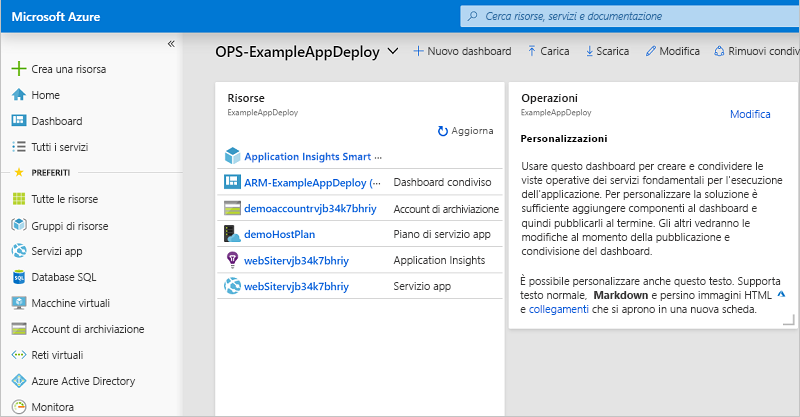 Microsoft Azure
Cerca risorse, servizi e documentazione
«
Crea una risorsa
Home
Dashboard
Tutti i servizi
PREFERITI
Tutte le risorse
Gruppi di risorse
Servizi app
Database SQL
Macchine virtuali
Account di archiviazione
Reti virtuali
Azure Active Directory
Monitora
OPS-ExampleAppDeploy
Nuovo dashboard
Carica
Scarica
Modifica
Rimuovi condiv
Risorse
ExampleAppDeploy
Aggiorna
Application Insights Smart ···
ARM-ExampleAppDeploy (··· Dashboard condiviso
demoaccountrvjb34k7bhriy Account di archiviazione
demoHostPlan Piano di servizio app
webSitervjb34k7bhriy Application Insights
webSitervjb34k7bhriy Servizio app
Operazioni
ExampleAppDeploy
Modifica
Personalizzazioni
Usare questo dashboard per creare e condividere le
viste operative dei servizi fondamentali per l'esecuzione
dell'applicazione. Per personalizzare la soluzione è
sufficiente aggiungere componenti al dashboard e
quindi pubblicarli al termine. Gli altri vedranno le
modifiche al momento della pubblicazione e
condivisione del dashboard.
È possibile personalizzare anche questo testo. Supporta
testo normale, Markdown e persino immagini HTML
e collegamenti che si aprono in una nuova scheda.